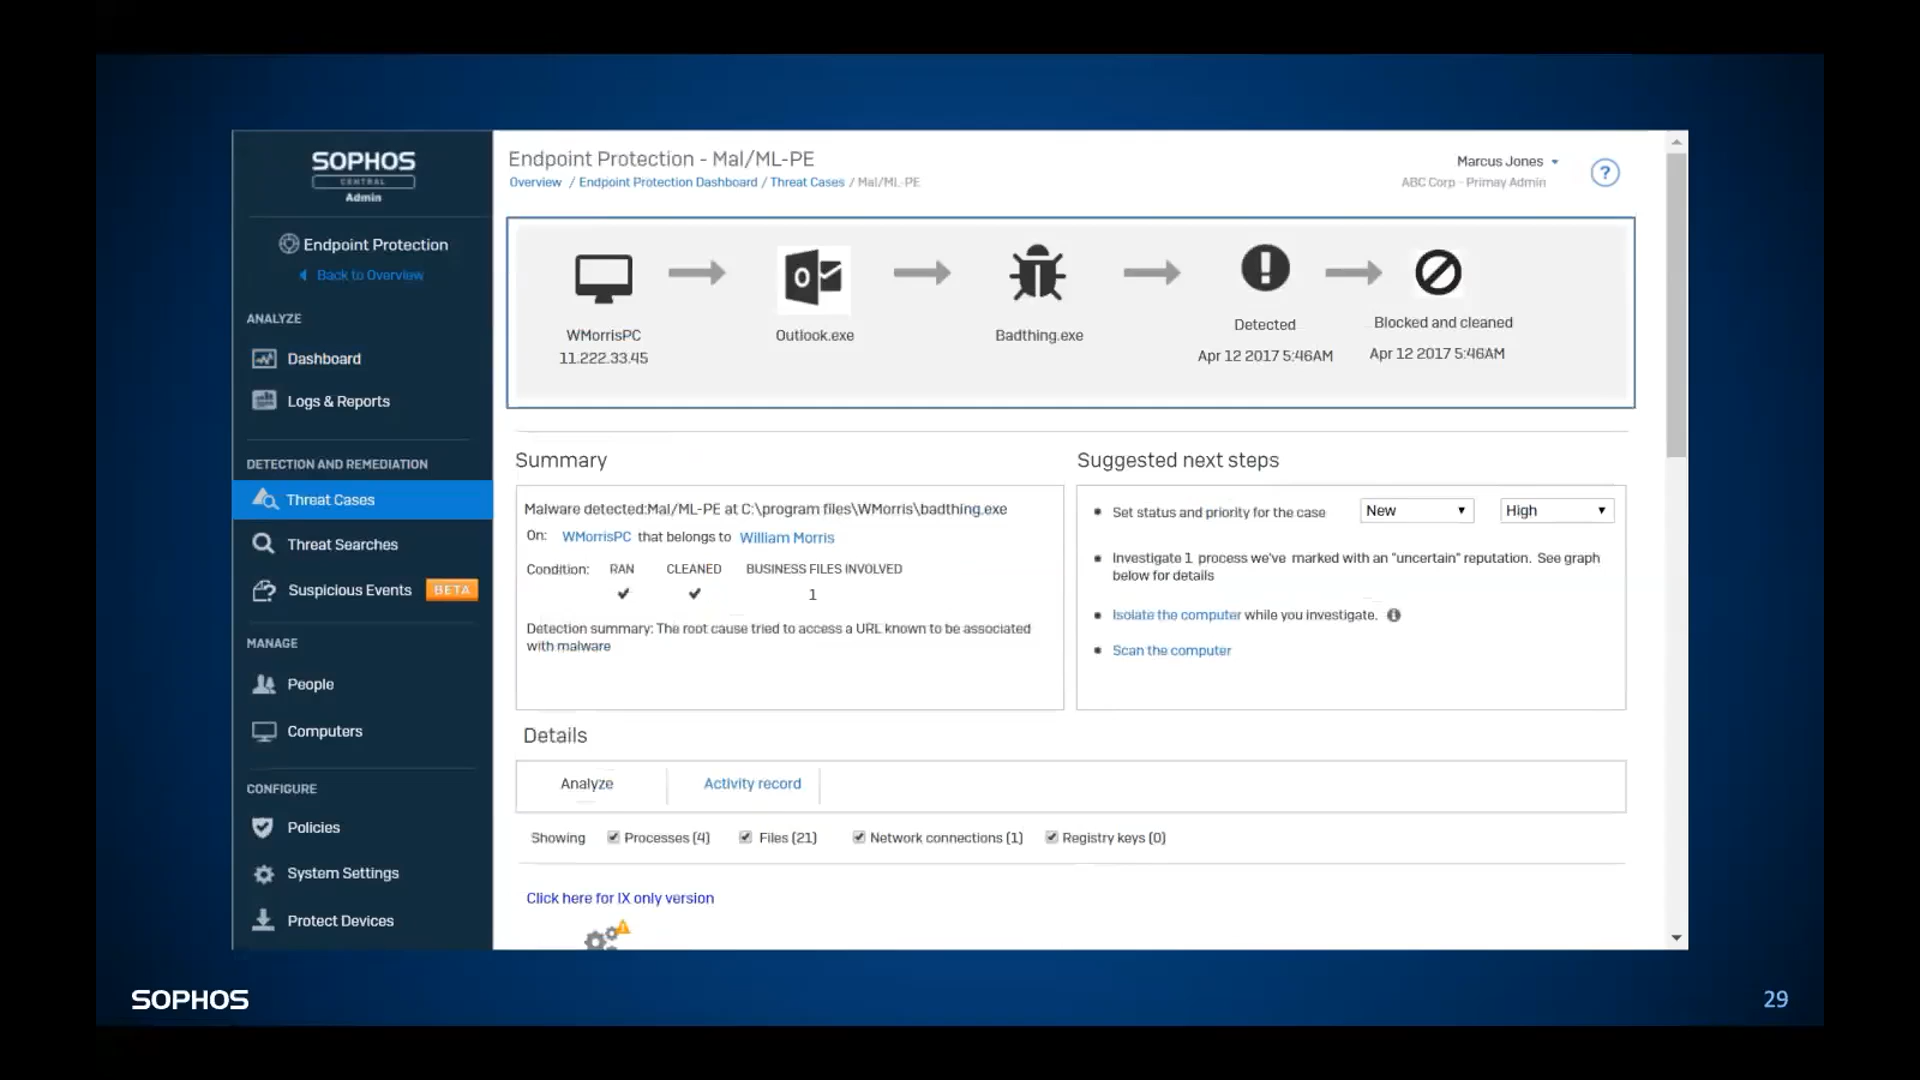 SOPHOS
CENTRAL
Admin
Endpoint Protection
Back to Overview
ANALYZE
Dashboard
Logs & Reports
DETECTION AND REMEDIATION
Threat Cases
Threat Searches
Suspicious Events BETA
MANAGE
People
Computers
CONFIGURE
Policies
System Settings
Protect Devices
Endpoint Protection - Mal/ML-PE
Overview / Endpoint Protection Dashboard / Threat Cases / Mal/ML-PE
Marcus Jones
ABC Corp - Primay Admin
?
WMorrisPC
11.222.33.45
Outlook.exe
Badthing.exe
Detected
Apr 12 2017 5:46AM
Blocked and cleaned
Apr 12 2017 5:46AM
Summary
Malware detected:Mal/ML-PE at C:\program files\WMorris\badthing.exe
On: WMorrisPC that belongs to William Morris
Condition: RAN CLEANED BUSINESS FILES INVOLVED
1
Detection summary: The root cause tried to access a URL known to be associated
with malware
Suggested next steps
Set status and priority for the case New High
Investigate 1 process we've marked with an "uncertain" reputation. See graph
below for details
Isolate the computer while you investigate.
Scan the computer
Details
Analyze Activity record
Showing Processes (4) Files (21) Network connections (1) Registry keys (0)
Click here for IX only version
SOPHOS
29